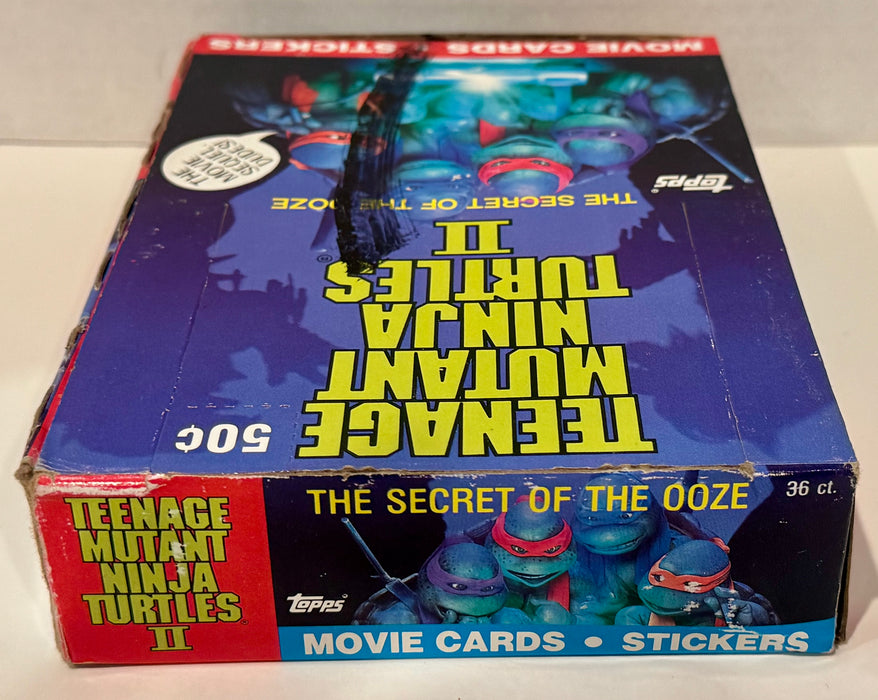 MOVIE CARDS • STICKERS
THE
MOVIE
SEQUEL
DUDES!
TOPPS
THE SECRET OF THE OOZE
TEENAGE
MUTANT
NINJA
TURTLES®
II
50¢
TEENAGE
MUTANT
NINJA
TURTLES®
II
THE SECRET OF THE OOZE
36 ct.
TOPPS®
MOVIE CARDS • STICKERS